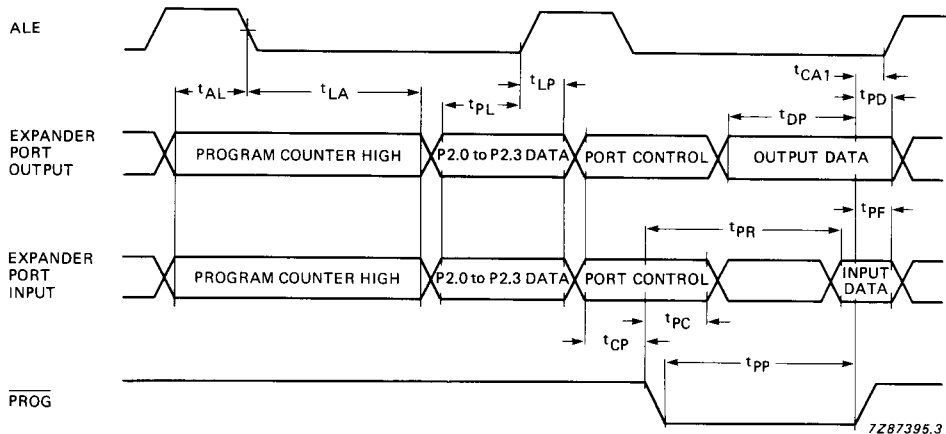 ALE
tCA1
tAL
tLA
tLP
tPL
tPD
tDP
EXPANDER
PORT
OUTPUT
PROGRAM COUNTER HIGH
P2.0 to P2.3 DATA
PORT CONTROL
OUTPUT DATA
tPF
tPR
EXPANDER
PORT
INPUT
PROGRAM COUNTER HIGH
P2.0 to P2.3 DATA
PORT CONTROL
INPUT
DATA
tPC
tCP
tPP
PROG
7Z87395.3